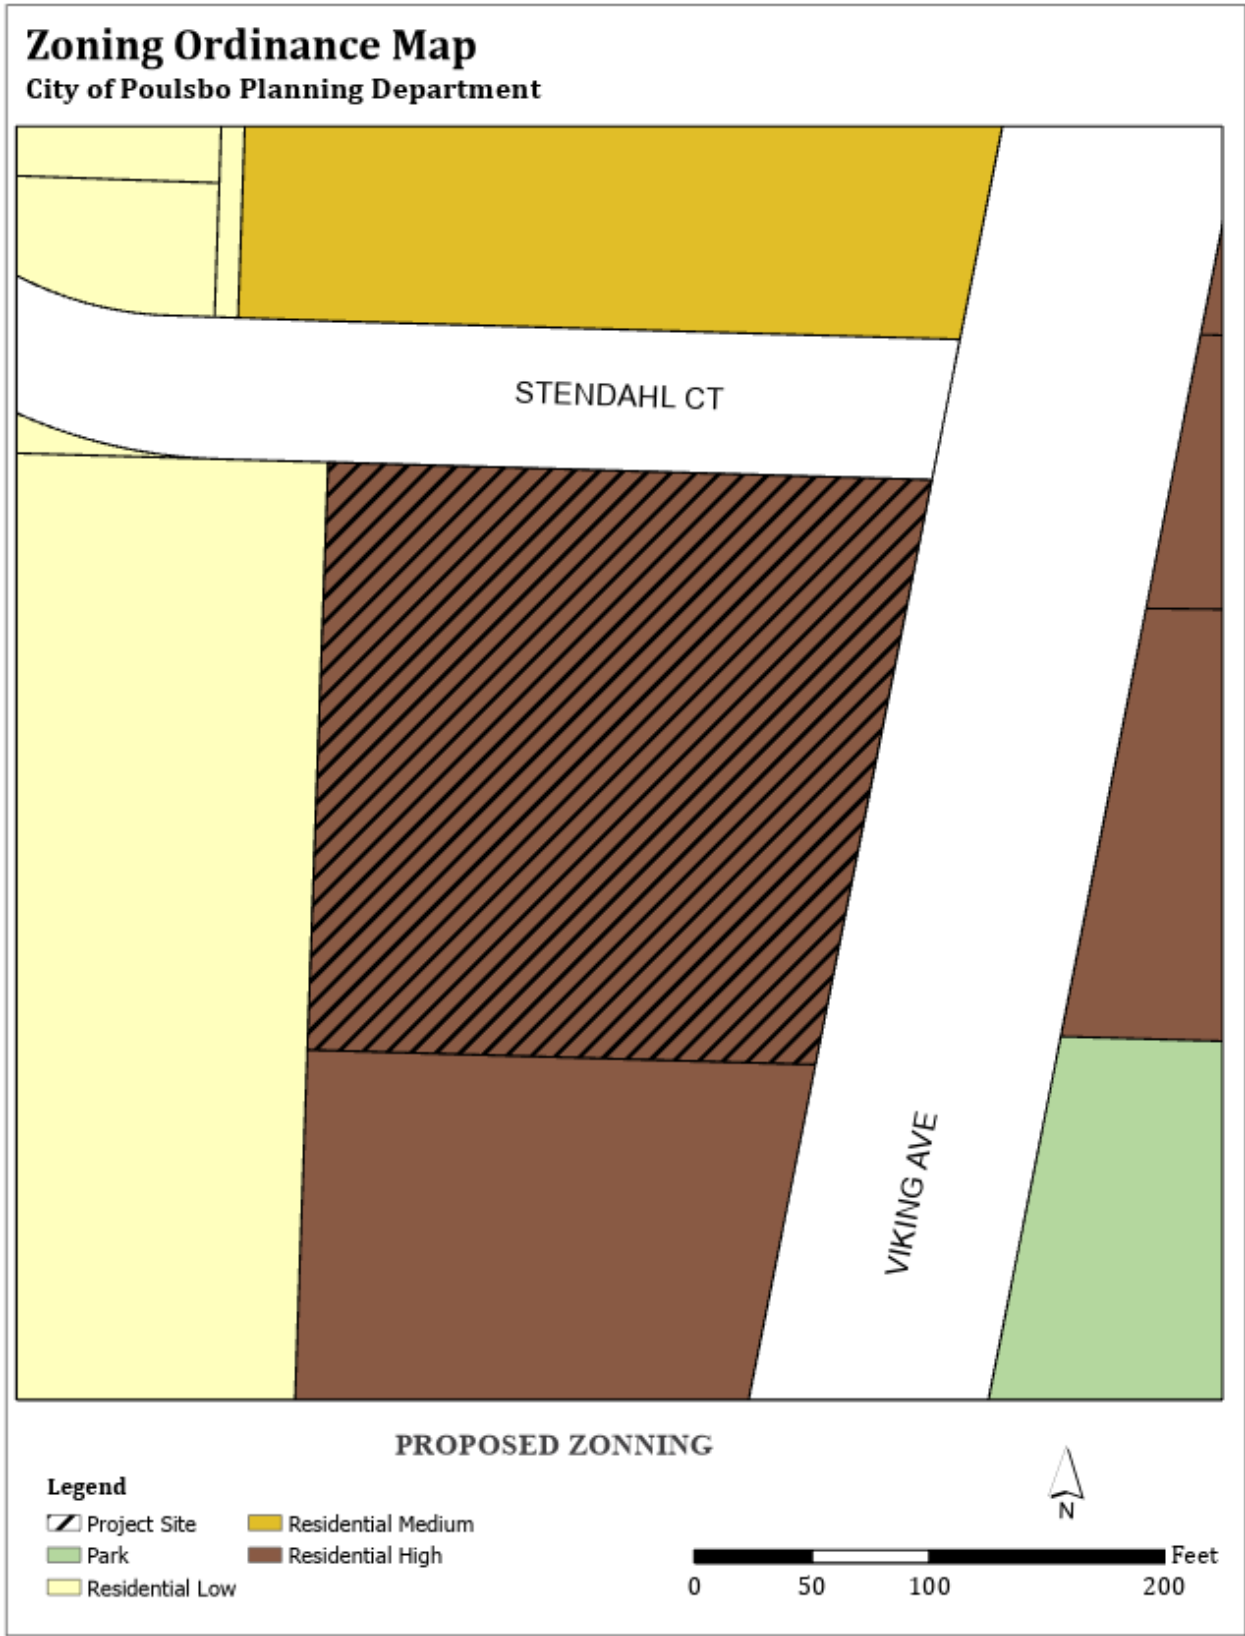 Zoning Ordinance Map
City of Poulsbo Planning Department
STENDAHL CT
VIKING AVE
PROPOSED ZONNING
Legend
Project Site
Park
Residential Low
Residential Medium
Residential High
N
Feet
0 50 100 200